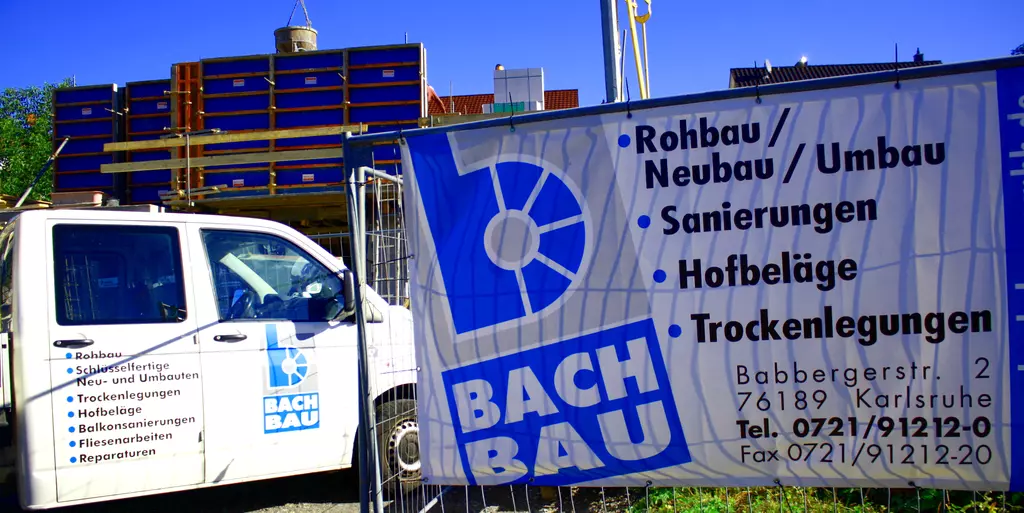 Rohbau
Schlüsselfertige
Neu- und Umbauten
Trockenlegungen
Hofbeläge
Balkonsanierungen
Fliesenarbeiten
Reparaturen
BACH
BAU
BACH
BAU
Rohbau /
Neubau / Umbau
Sanierungen
Hofbeläge
Trockenlegungen
Babbergerstr. 2
76189 Karlsruhe
Tel. 0721/91212-0
Fax 0721/91212-20